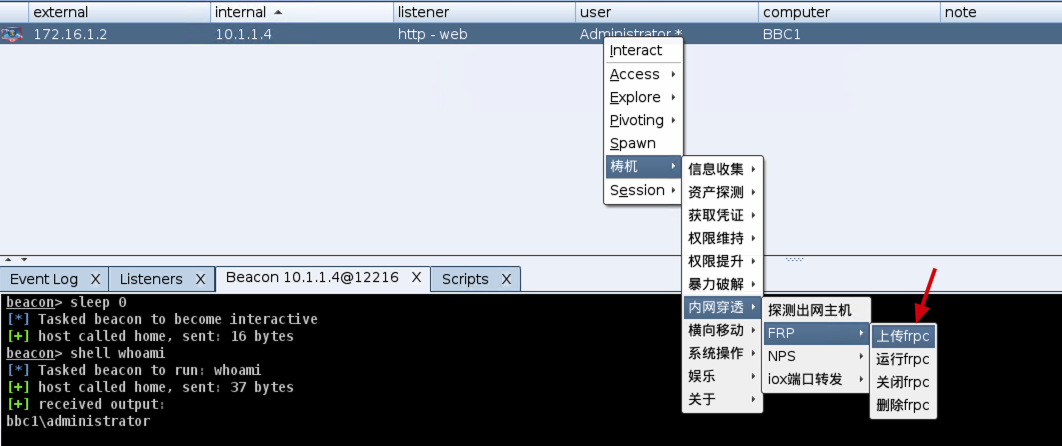 external internal listener user computer note
172.16.1.2 10.1.1.4 http - web Administrator * BBC1
Interact
Access
Explore
Pivoting
Spawn
梼杌
Session
信息收集
资产探测
获取凭证
权限维持
权限提升
暴力破解
内网穿透
横向移动
系统操作
娱乐
关于
探测出网主机
FRP
NPS
iox端口转发
上传frpc
运行frpc
关闭frpc
删除frpc
Event Log X Listeners X Beacon 10.1.1.4@12216 X Scripts X
beacon> sleep 0
[*] Tasked beacon to become interactive
[+] host called home, sent: 16 bytes
beacon> shell whoami
[*] Tasked beacon to run: whoami
[+] host called home, sent: 37 bytes
[+] received output:
bbc1\administrator